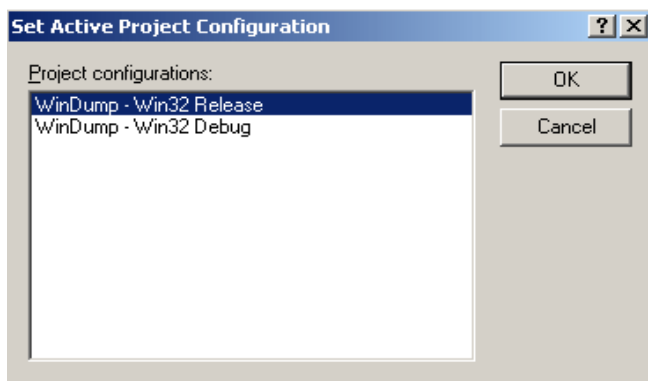 Set Active Project Configuration
Project configurations:
WinDump - Win32 Release
WinDump - Win32 Debug
OK
Cancel